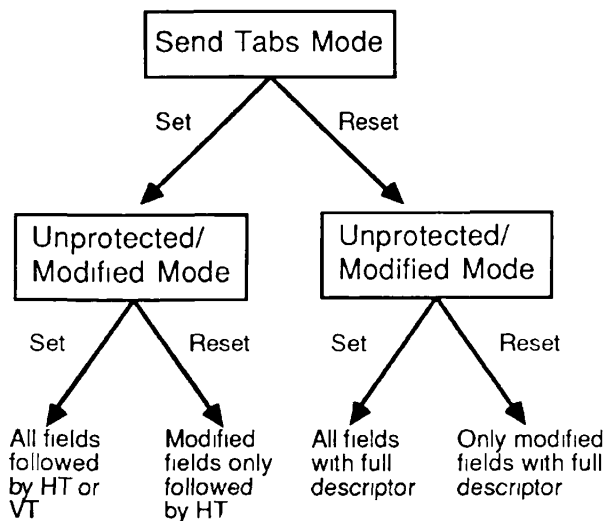 Send Tabs Mode
Set
Reset
Unprotected/
Modified Mode
Unprotected/
Modified Mode
Set
Reset
Set
Reset
All fields
followed
by HT or
VT
Modified
fields only
followed
by HT
All fields
with full
descriptor
Only modified
fields with full
descriptor